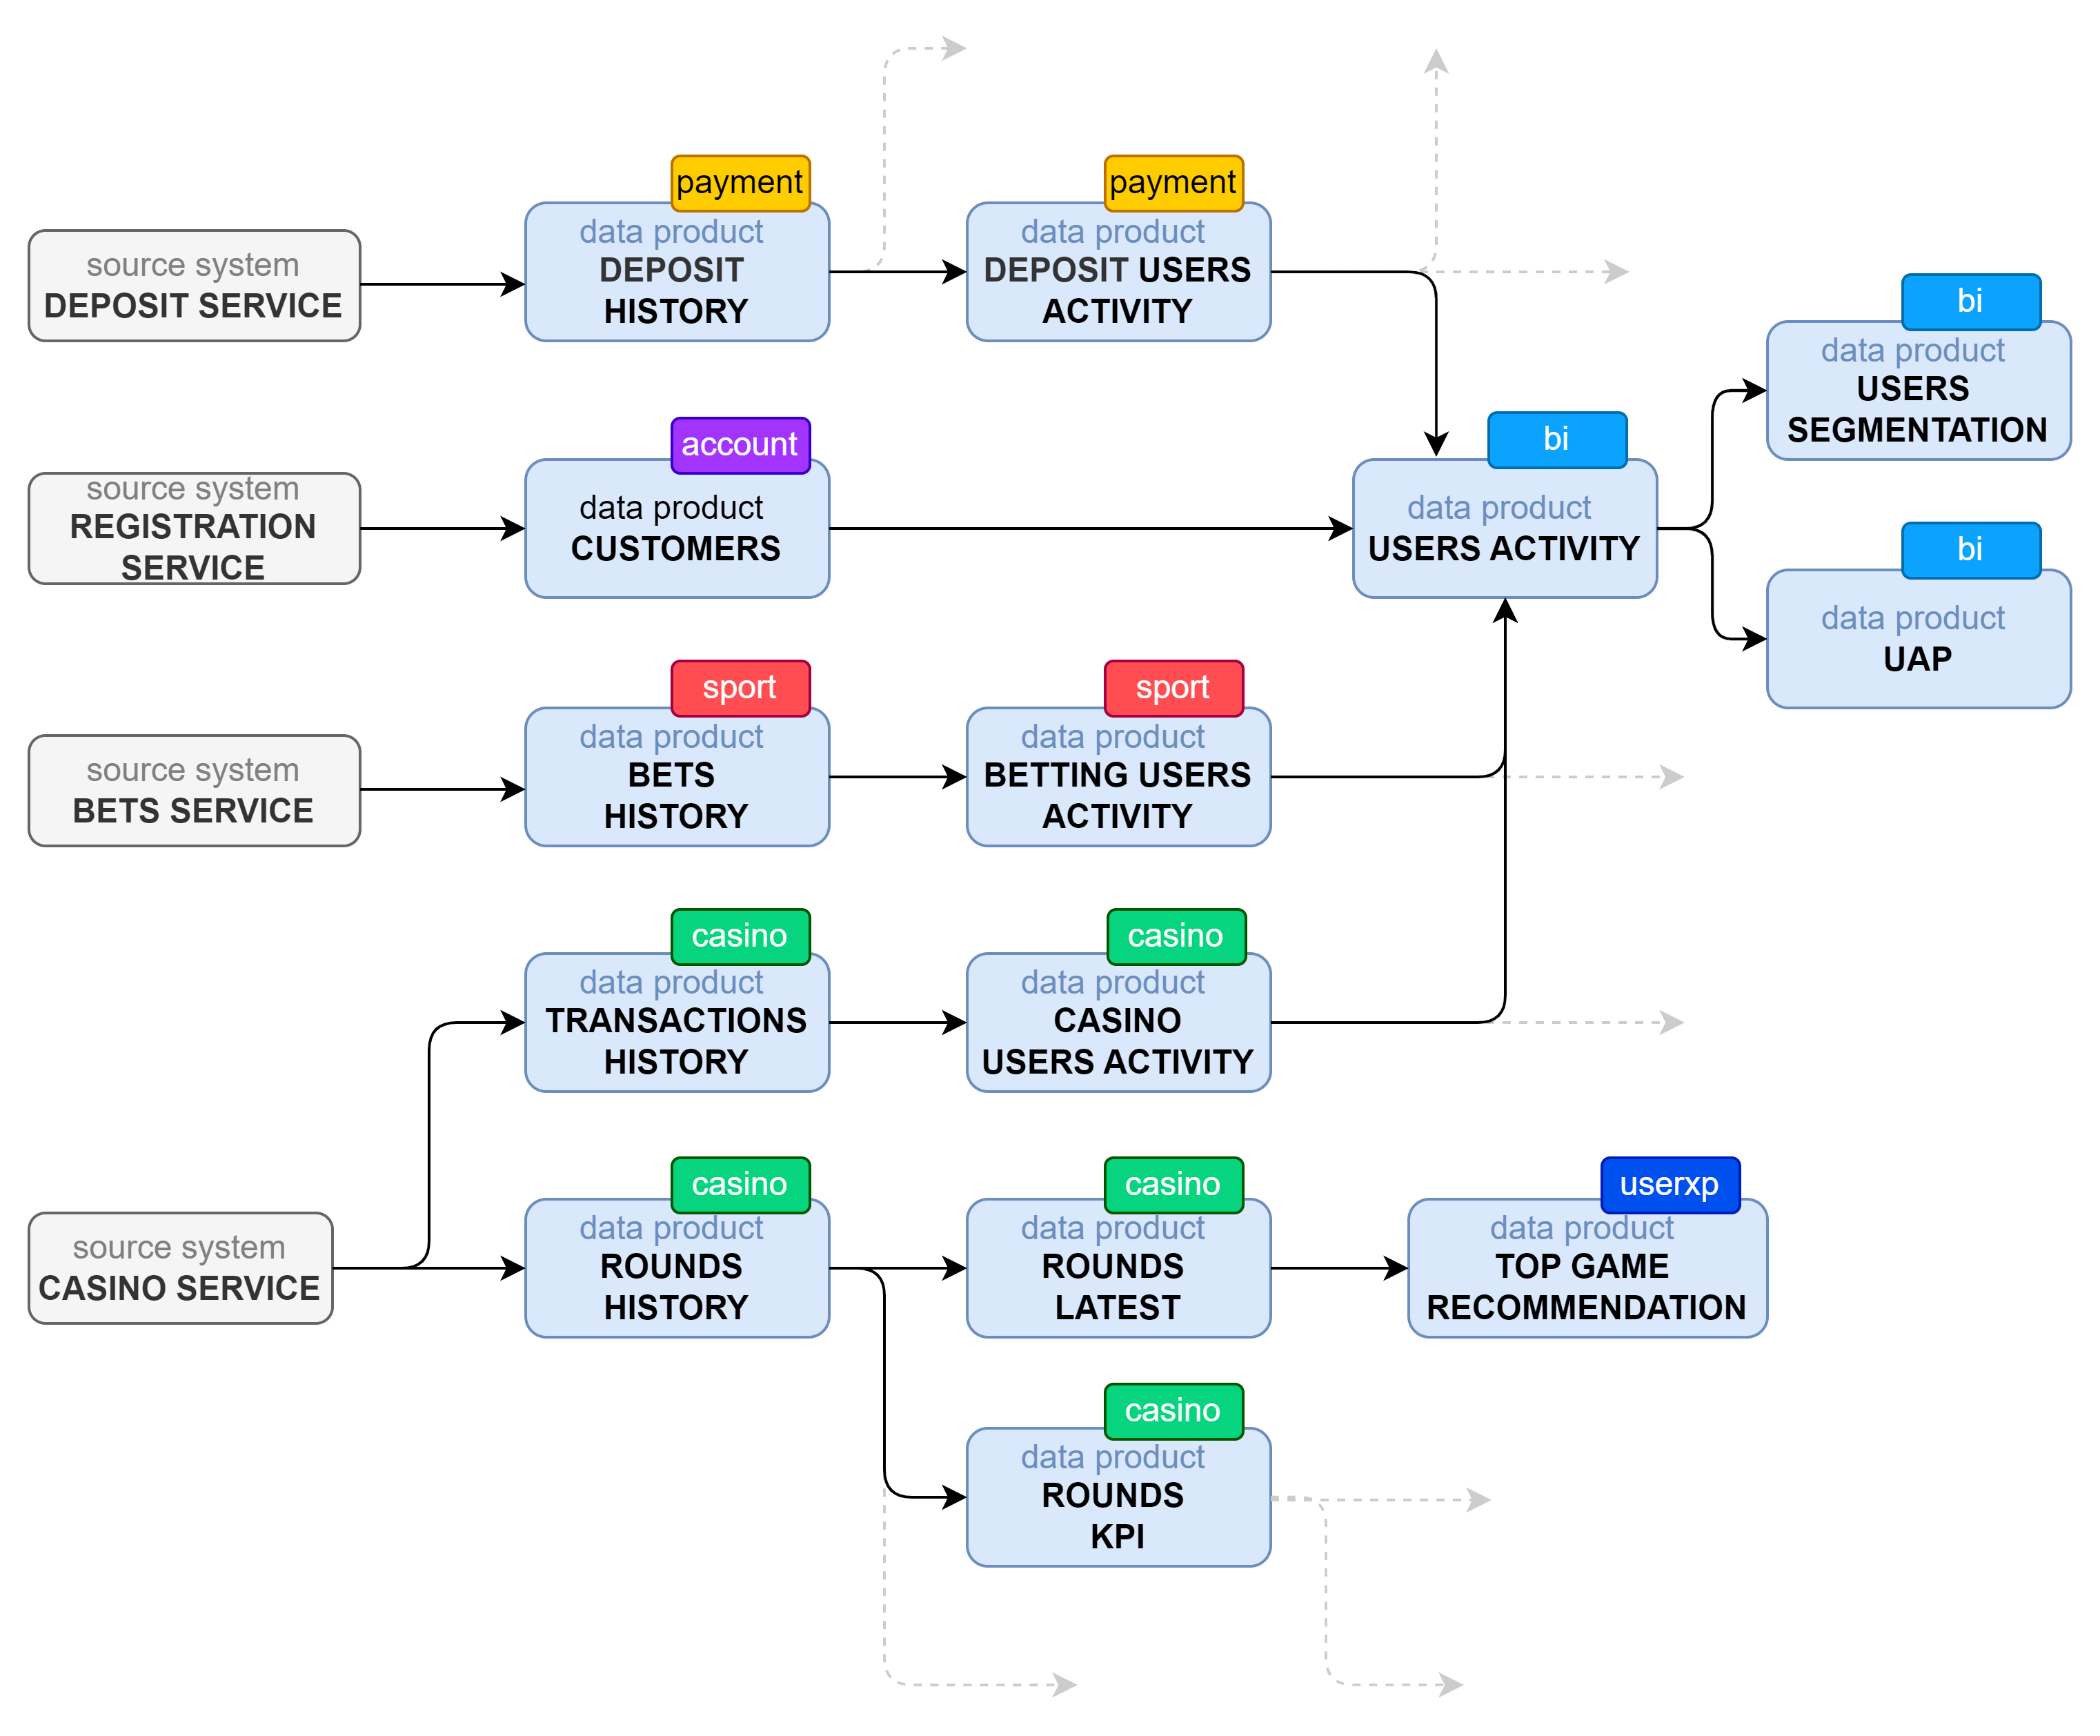 payment
data product
DEPOSIT
HISTORY
payment
data product
DEPOSIT USERS
ACTIVITY
source system
DEPOSIT SERVICE
bi
data product
USERS
SEGMENTATION
account
data product
CUSTOMERS
bi
data product
USERS ACTIVITY
source system
REGISTRATION
SERVICE
bi
data product
UAP
sport
data product
BETS
HISTORY
sport
data product
BETTING USERS
ACTIVITY
source system
BETS SERVICE
casino
data product
TRANSACTIONS
HISTORY
casino
data product
CASINO
USERS ACTIVITY
source system
CASINO SERVICE
casino
data product
ROUNDS
HISTORY
casino
data product
ROUNDS
LATEST
userxp
data product
TOP GAME
RECOMMENDATION
casino
data product
ROUNDS
KPI